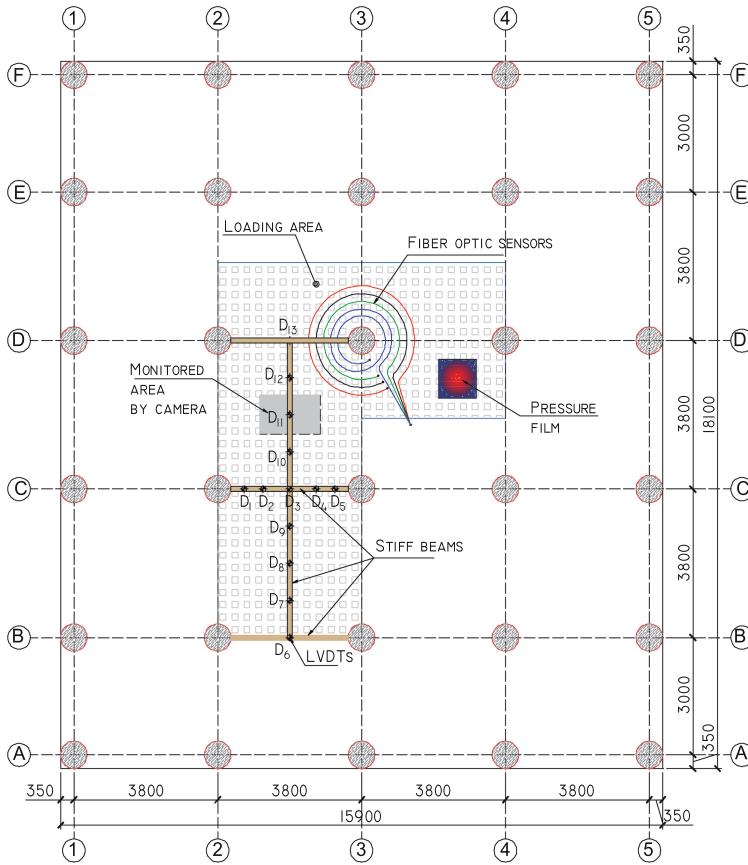 1 2 3 4 5
350
F F
3000
E E
LOADING AREA
FIBER OPTIC SENSORS
3800
D13
D D
D12
MONITORED
AREA
BY CAMERA
D11
PRESSURE
FILM
3800
18100
D10
C C
D1 D2 D3 D4 D5
D9
STIFF BEAMS
D8
3800
D7
B B
D6 LVDTS
3000
350
A A
350 3800 3800 3800 3800
15900 350
1 2 3 4 5